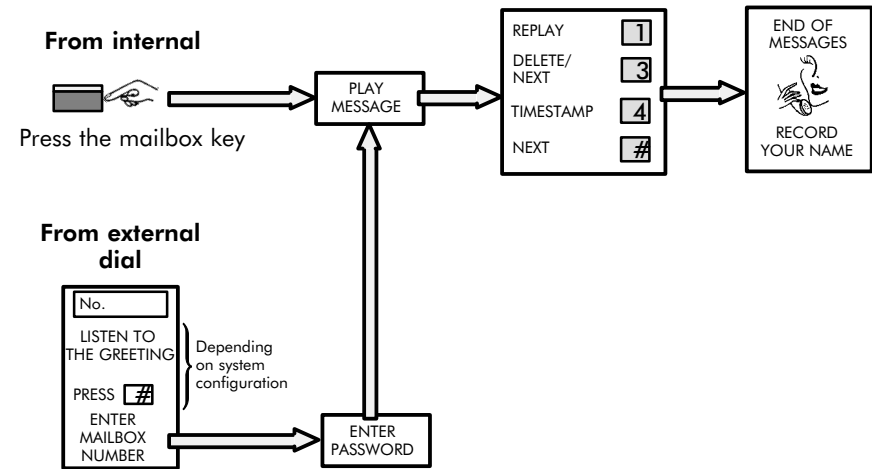 From internal
Press the mailbox key
PLAY
MESSAGE
REPLAY 1
DELETE/
NEXT 3
TIMESTAMP 4
NEXT #
END OF
MESSAGES
RECORD
YOUR NAME
From external
dial
No.
LISTEN TO
THE GREETING
PRESS #
Depending
on system
configuration
ENTER
MAILBOX
NUMBER
ENTER
PASSWORD